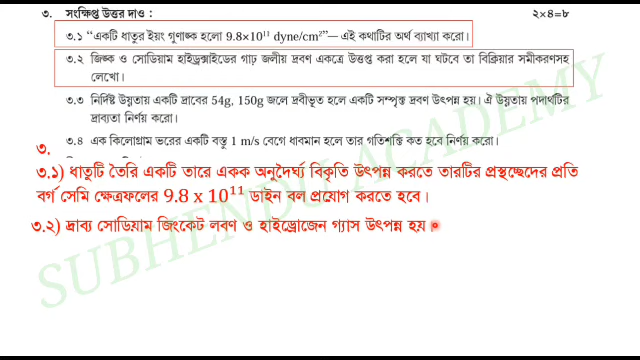 ৩. সংক্ষিপ্ত উত্তর দাও : ২×৪=৮
৩.১ “একটি ধাতুর ইয়ং গুণাঙ্ক হলো 9.8×10¹¹ dyne/cm²”— এই কথাটির অর্থ ব্যাখ্যা করো।
৩.২ জিঙ্ক ও সোডিয়াম হাইড্রক্সাইডের গাঢ় জলীয় দ্রবণ একত্রে উত্তপ্ত করা হলে যা ঘটবে তা বিক্রিয়ার সমীকরণসহ
লেখো।
৩.৩ নির্দিষ্ট উষ্ণতায় একটি দ্রাবের 54g, 150g জলে দ্রবীভূত হলে একটি সম্পৃক্ত দ্রবণ উৎপন্ন হয়। ঐ উষ্ণতায় পদার্থটির
দ্রাব্যতা নির্ণয় করো।
৩.৪ এক কিলোগ্রাম ভরের একটি বস্তু 1 m/s বেগে ধাবমান হলে তার গতিশক্তি কত হবে নির্ণয় করো।
৩.
৩.১) ধাতুটি তৈরি একটি তারে একক অনুদৈর্ঘ্য বিকৃতি উৎপন্ন করতে তারটির প্রস্থচ্ছেদের প্রতি
বর্গ সেমি ক্ষেত্রফলের 9.8 x 10¹¹ ডাইন বল প্রয়োগ করতে হবে।
৩.২) দ্রাব্য সোডিয়াম জিংকেট লবণ ও হাইড্রোজেন গ্যাস উৎপন্ন হয়
SUBHENDU ACADEMY